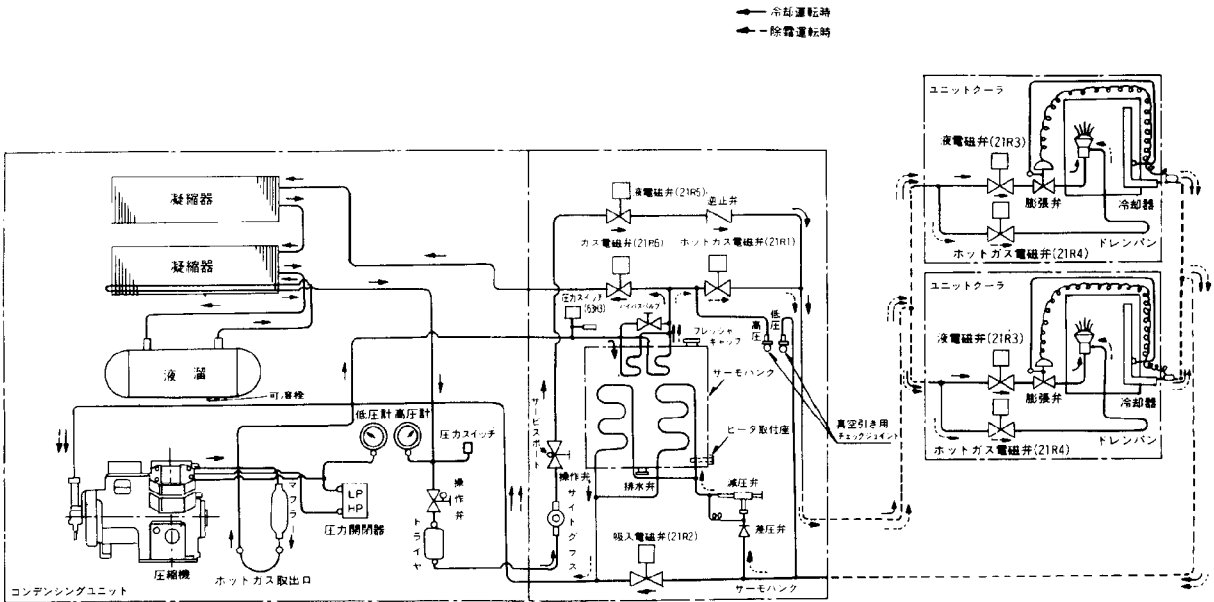 冷却運転時
除霜運転時
ユニットクーラ
液電磁弁(21R3)
膨張弁
冷却器
ドレンパン
ホットガス電磁弁(21R4)
ユニットクーラ
液電磁弁(21R3)
膨張弁
冷却器
ドレンパン
ホットガス電磁弁(21R4)
凝縮器
凝縮器
液溜
可溶栓
液電磁弁(21R5)
逆止弁
ガス電磁弁(21R6)
ホットガス電磁弁(21R1)
圧力スイッチ
(63H3)
バイパスバルブ
プレッシャ
キャップ
高圧
低圧
サーモバンク
真空引き用
チェックジョイント
ヒータ取付座
排水弁
減圧弁
差圧弁
吸入電磁弁(21R2)
サーモバンク
低圧計
高圧計
圧力スイッチ
サービスポート
操作弁
サイトグラス
操作弁
ドライヤ
LP
HP
圧力開閉器
マフラ
圧縮機
ホットガス取出口
コンデンシングユニット